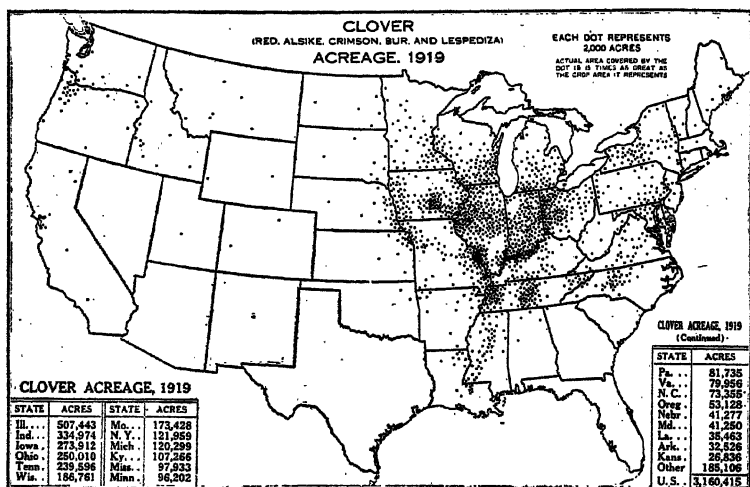 CLOVER
(RED, ALSIKE, CRIMSON, BUR, AND LESPEDIZA)
ACREAGE, 1919
EACH DOT REPRESENTS
2,000 ACRES
ACTUAL AREA COVERED BY THE
DOT IS 15 TIMES AS GREAT AS
THE CROP AREA IT REPRESENTS
CLOVER ACREAGE, 1919
STATE ACRES STATE ACRES
Ill.... 507,443 Mo... 173,428
Ind... 334,974 N.Y.. 121,959
Iowa. 273,912 Mich. 120,299
Ohio. 250,010 Ky... 107,266
Tenn. 239,596 Miss.. 97,933
Wis.. 186,761 Minn. 96,202
CLOVER ACREAGE, 1919
(Continued)
STATE ACRES
Pa.... 81,735
Va.... 79,956
N.C.. 73,355
Oreg. 53,128
Nebr. 41,277
Md... 41,250
La.... 35,463
Ark.. 32,526
Kans. 26,836
Other 185,106
U.S.. 3,160,415